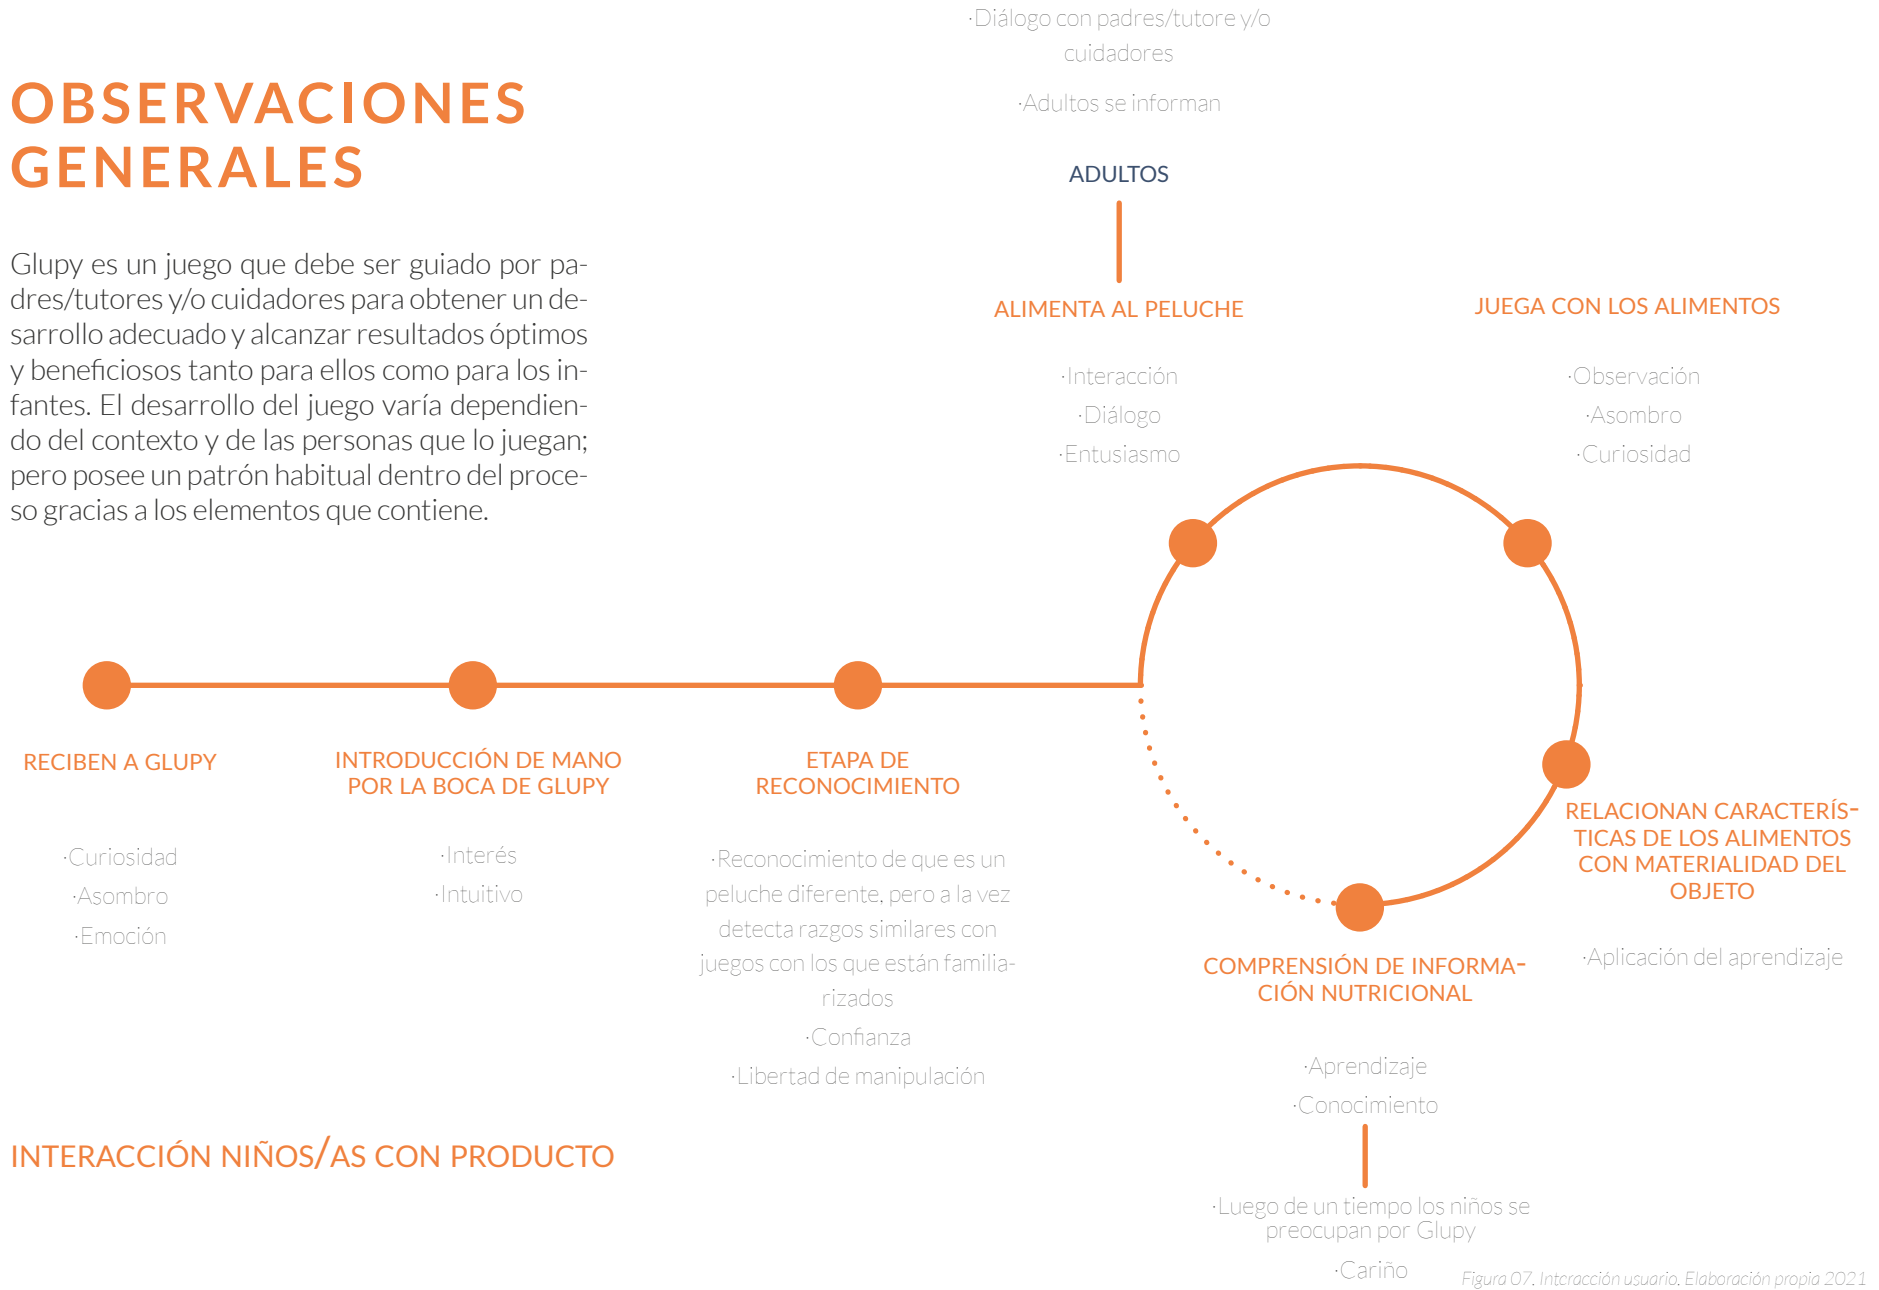 OBSERVACIONES
GENERALES
Glupy es un juego que debe ser guiado por pa-
dres/tutores y/o cuidadores para obtener un de-
sarrollo adecuado y alcanzar resultados óptimos
y beneficiosos tanto para ellos como para los in-
fantes. El desarrollo del juego varía dependien-
do del contexto y de las personas que lo juegan;
pero posee un patrón habitual dentro del proce-
so gracias a los elementos que contiene.
·Diálogo con padres/tutore y/o
cuidadores
·Adultos se informan
ADULTOS
ALIMENTA AL PELUCHE
·Interacción
·Diálogo
·Entusiasmo
JUEGA CON LOS ALIMENTOS
·Observación
·Asombro
·Curiosidad
RECIBEN A GLUPY
·Curiosidad
·Asombro
·Emoción
INTRODUCCIÓN DE MANO
POR LA BOCA DE GLUPY
·Interés
·Intuitivo
ETAPA DE
RECONOCIMIENTO
·Reconocimiento de que es un
peluche diferente, pero a la vez
detecta razgos similares con
juegos con los que están familia-
rizados
·Confianza
·Libertad de manipulación
RELACIONAN CARACTERÍS-
TICAS DE LOS ALIMENTOS
CON MATERIALIDAD DEL
OBJETO
·Aplicación del aprendizaje
COMPRENSIÓN DE INFORMA-
CIÓN NUTRICIONAL
·Aprendizaje
·Conocimiento
·Luego de un tiempo los niños se
preocupan por Glupy
·Cariño
INTERACCIÓN NIÑOS/AS CON PRODUCTO
Figura 07. Interacción usuario. Elaboración propia 2021